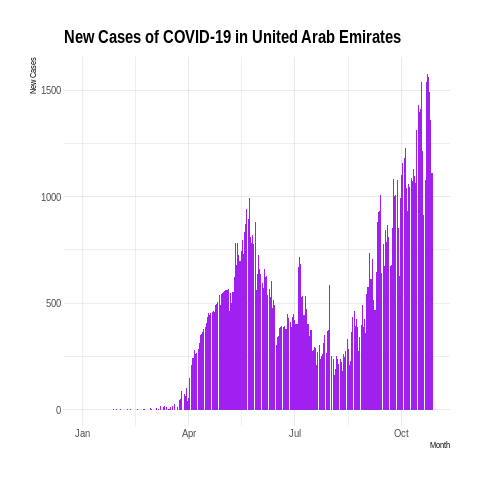 New Cases of COVID-19 in United Arab Emirates
New Cases
1500
1000
500
0
Jan
Apr
Jul
Oct
Month